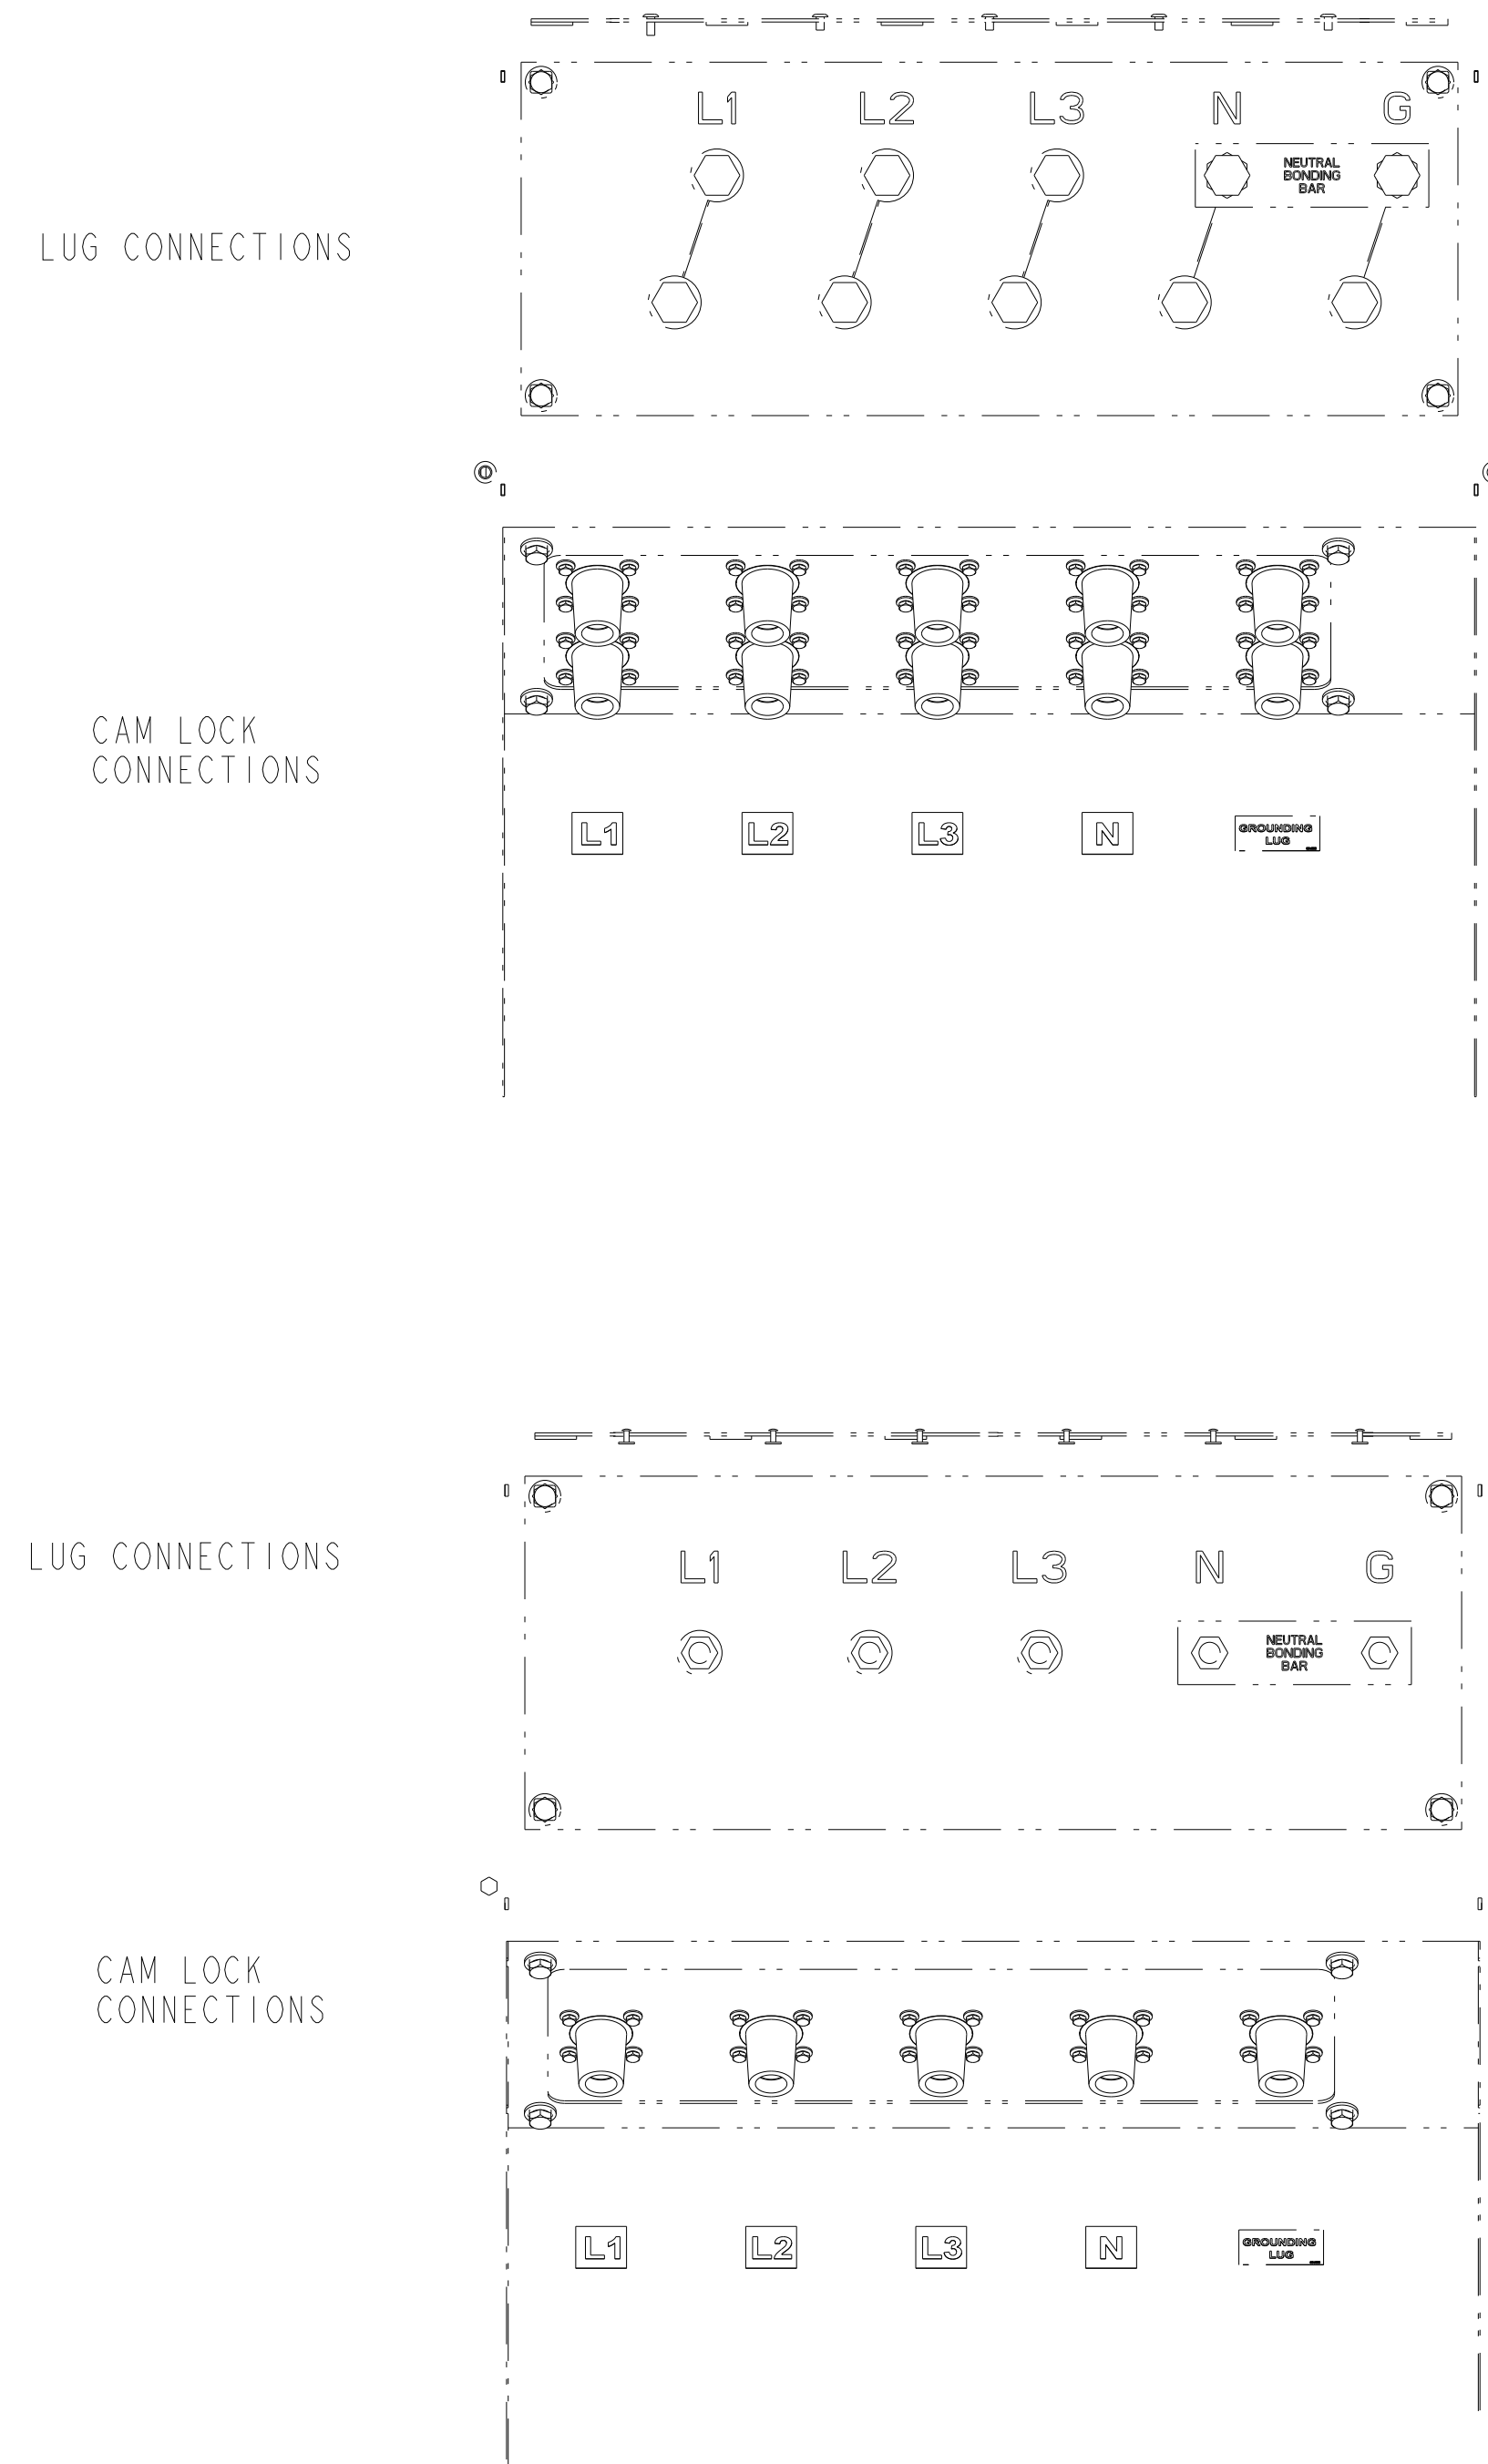 L1 L2 L3 N G
NEUTRAL
BONDING
BAR
LUG CONNECTIONS
CAM LOCK
CONNECTIONS
L1 L2 L3 N GROUNDING
LUG
LUG CONNECTIONS
L1 L2 L3 N G
NEUTRAL
BONDING
BAR
CAM LOCK
CONNECTIONS
L1 L2 L3 N GROUNDING
LUG